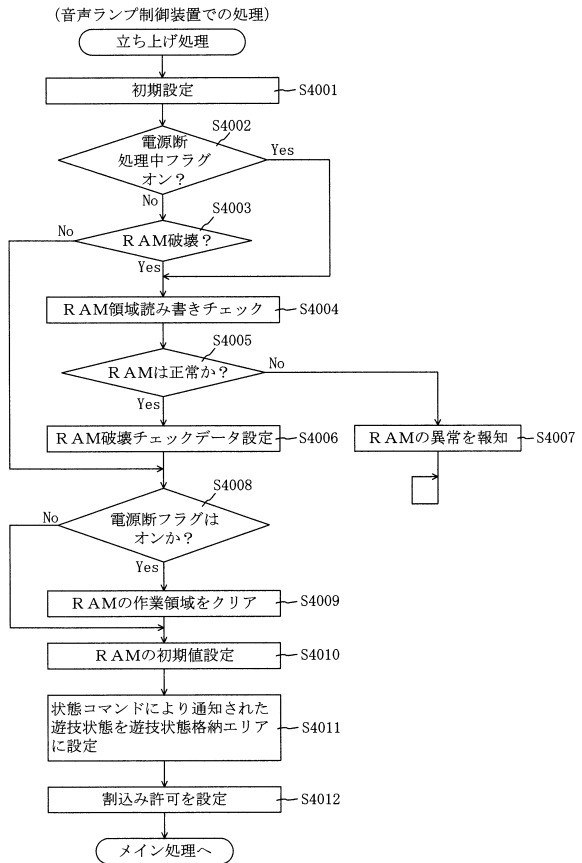 (音声ランプ制御装置での処理)
立ち上げ処理
初期設定
S4001
S4002
電源断
処理中フラグ
オン?
Yes
No
S4003
RAM破壊?
No
Yes
RAM領域読み書きチェック
S4004
S4005
RAMは正常か?
No
Yes
RAM破壊チェックデータ設定
S4006
RAMの異常を報知
S4007
S4008
電源断フラグは
オンか?
No
Yes
RAMの作業領域をクリア
S4009
RAMの初期値設定
S4010
状態コマンドにより通知された
遊技状態を遊技状態格納エリア
に設定
S4011
割込み許可を設定
S4012
メイン処理へ